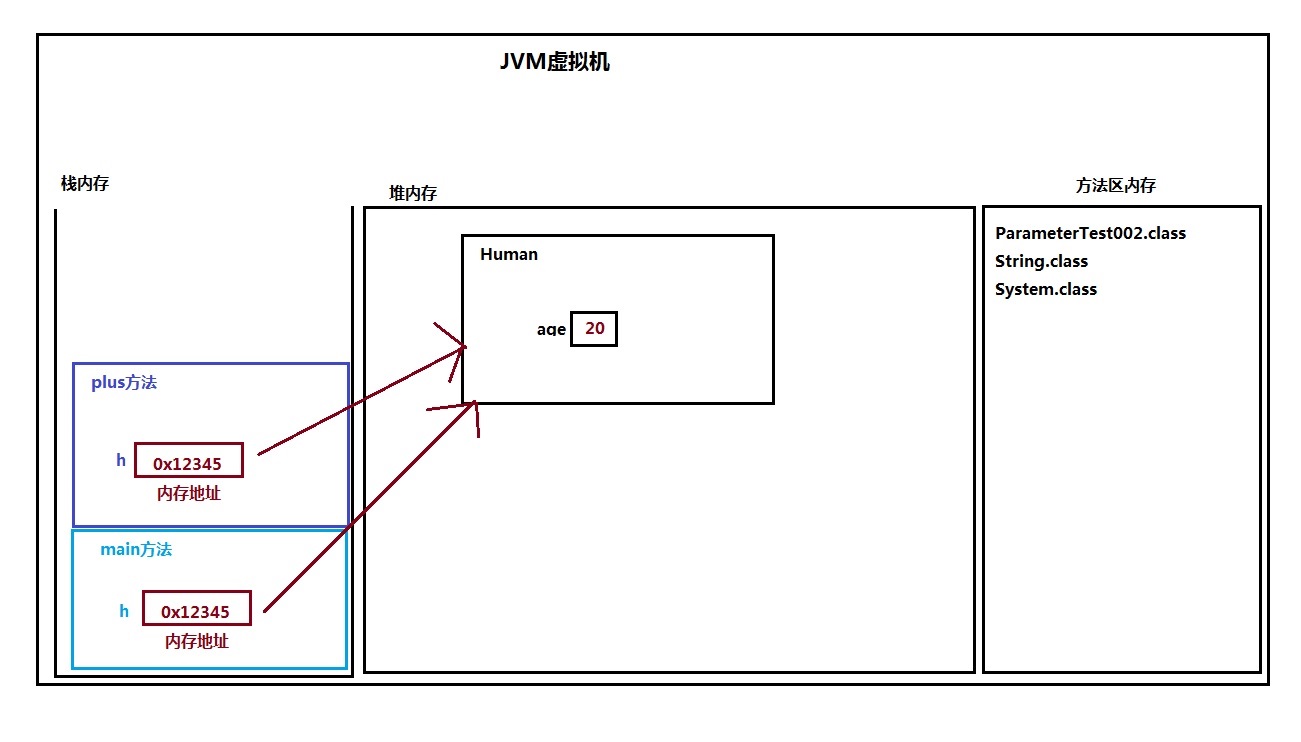 JVM虚拟机
栈内存
堆内存
方法区内存
Human
age 20
ParameterTest002.class
String.class
System.class
plus方法
h 0x12345
内存地址
main方法
h 0x12345
内存地址